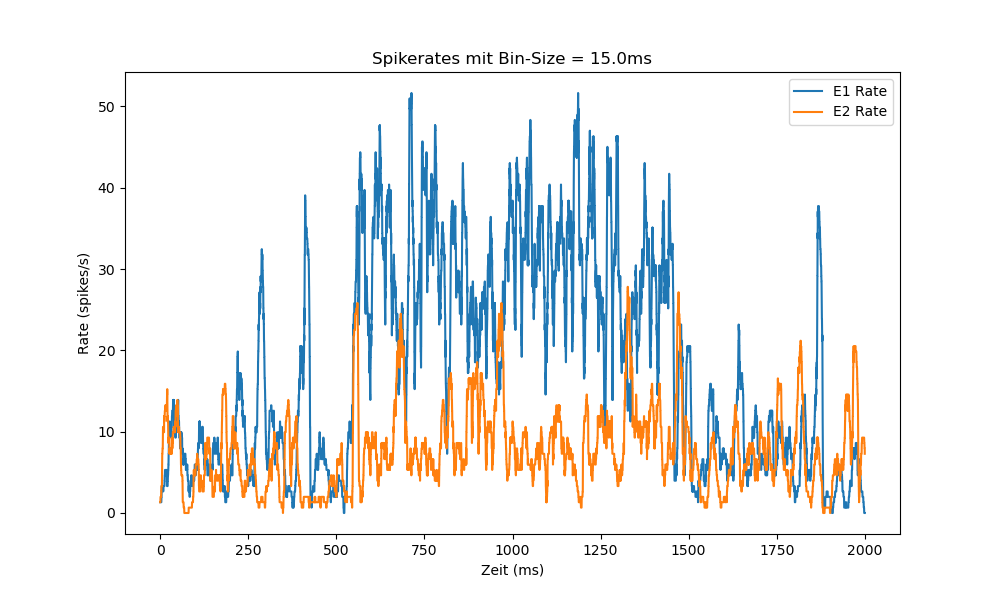 Spikerates mit Bin-Size = 15.0ms
E1 Rate
E2 Rate
50
40
30
20
10
0
Rate (spikes/s)
0 250 500 750 1000 1250 1500 1750 2000
Zeit (ms)